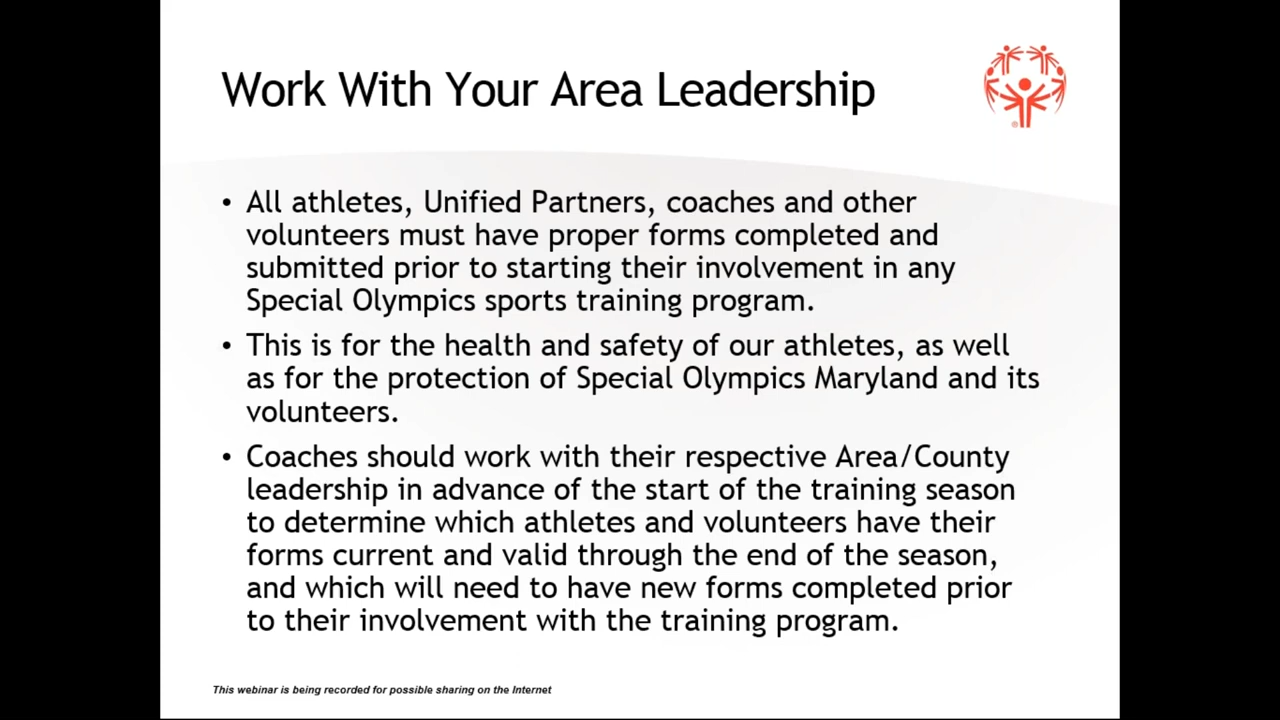 Work With Your Area Leadership
• All athletes, Unified Partners, coaches and other
volunteers must have proper forms completed and
submitted prior to starting their involvement in any
Special Olympics sports training program.
• This is for the health and safety of our athletes, as well
as for the protection of Special Olympics Maryland and its
volunteers.
• Coaches should work with their respective Area/County
leadership in advance of the start of the training season
to determine which athletes and volunteers have their
forms current and valid through the end of the season,
and which will need to have new forms completed prior
to their involvement with the training program.
This webinar is being recorded for possible sharing on the Internet